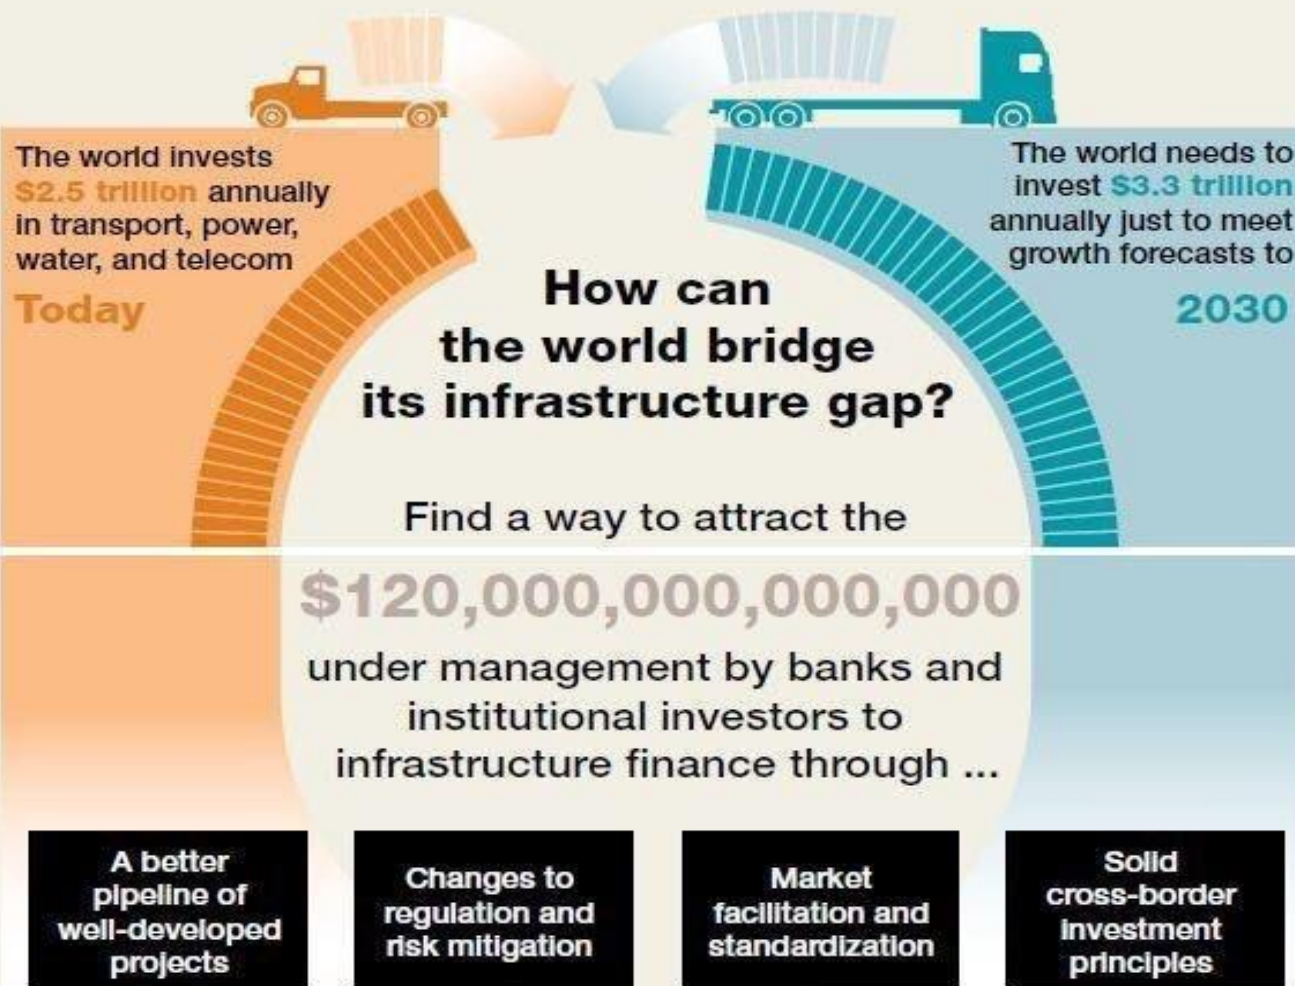 The world invests
$2.5 trillion annually
in transport, power,
water, and telecom
Today
The world needs to
invest $3.3 trillion
annually just to meet
growth forecasts to
2030
How can
the world bridge
its infrastructure gap?
Find a way to attract the
$120,000,000,000,000
under management by banks and
institutional investors to
infrastructure finance through ...
A better
pipeline of
well-developed
projects
Changes to
regulation and
risk mitigation
Market
facilitation and
standardization
Solid
cross-border
investment
principles